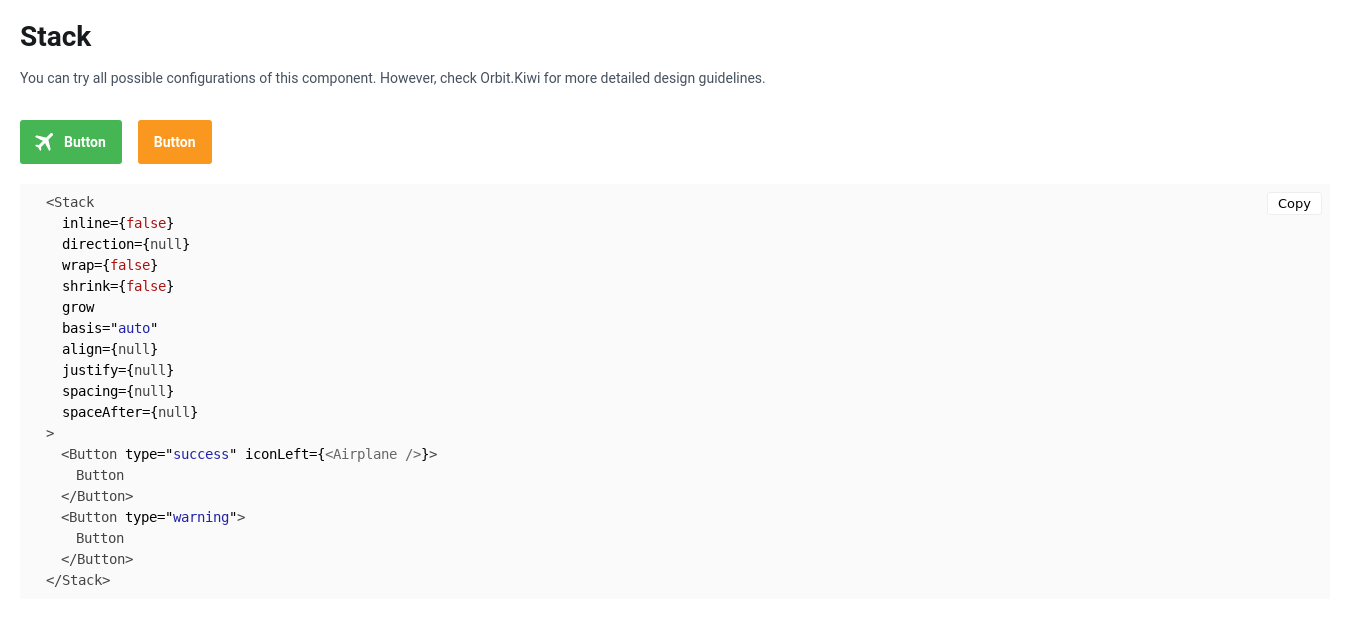 Stack
You can try all possible configurations of this component. However, check Orbit.Kiwi for more detailed design guidelines.
Button Button
<Stack Copy
inline={false}
direction={null}
wrap={false}
shrink={false}
grow
basis="auto"
align={null}
justify={null}
spacing={null}
spaceAfter={null}
>
<Button type="success" iconLeft={<Airplane />}>
Button
</Button>
<Button type="warning">
Button
</Button>
</Stack>